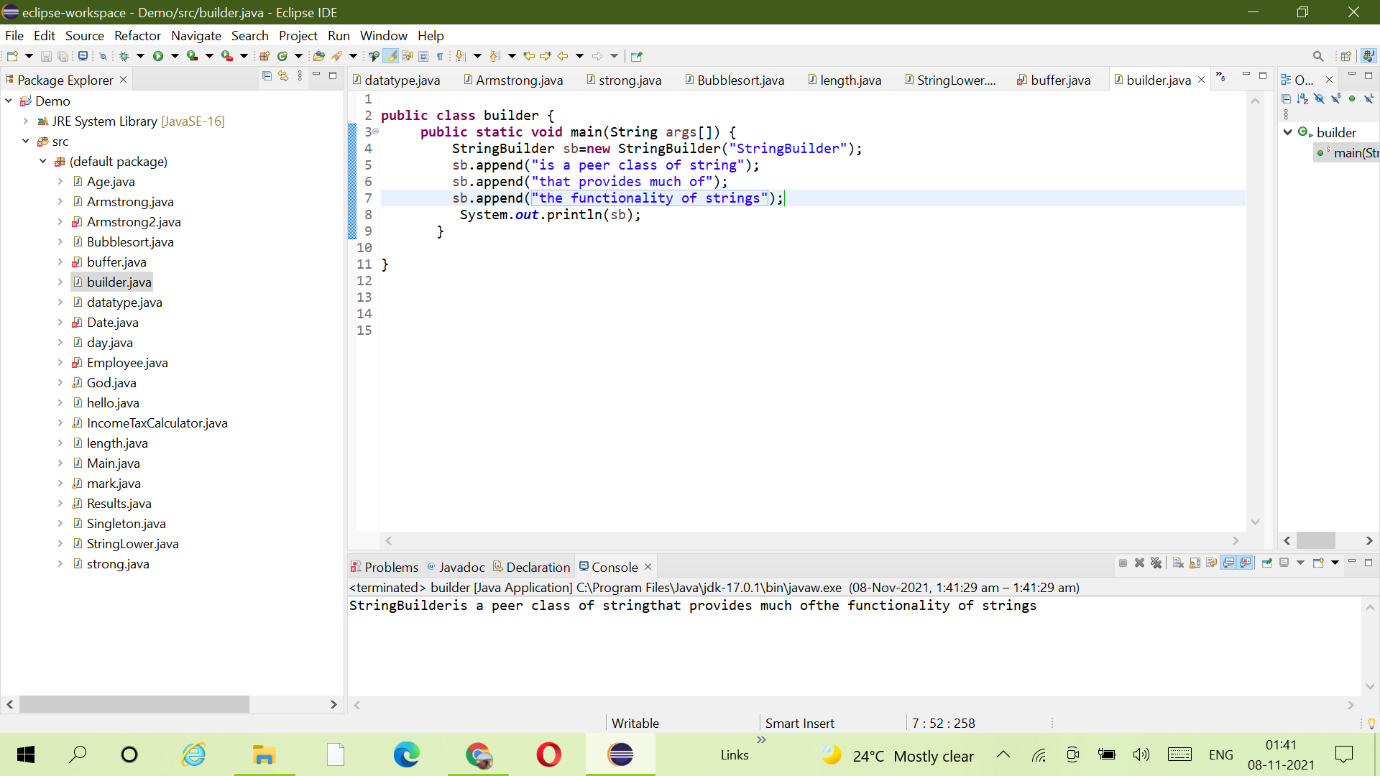 eclipse-workspace - Demo/src/builder.java - Eclipse IDE
File Edit Source Refactor Navigate Search Project Run Window Help
Package Explorer
Demo
JRE System Library [JavaSE-16]
src
(default package)
Age.java
Armstrong.java
Armstrong2.java
Bubblesort.java
buffer.java
builder.java
datatype.java
Date.java
day.java
Employee.java
God.java
hello.java
IncomeTaxCalculator.java
length.java
Main.java
mark.java
Results.java
Singleton.java
StringLower.java
strong.java
datatype.java Armstrong.java strong.java Bubblesort.java length.java StringLower.... buffer.java builder.java
1
2 public class builder {
3 public static void main(String args[]) {
4 StringBuilder sb=new StringBuilder("StringBuilder");
5 sb.append("is a peer class of string");
6 sb.append("that provides much of");
7 sb.append("the functionality of strings");
8 System.out.println(sb);
9 }
10
11 }
12
13
14
15
O...
builder
main(Str
Problems Javadoc Declaration Console
<terminated> builder [Java Application] C:\Program Files\Java\jdk-17.0.1\bin\javaw.exe (08-Nov-2021, 1:41:29 am – 1:41:29 am)
StringBuilderis a peer class of stringthat provides much ofthe functionality of strings
Writable Smart Insert 7 : 52 : 258
Links 24°C Mostly clear ENG 01:41
08-11-2021